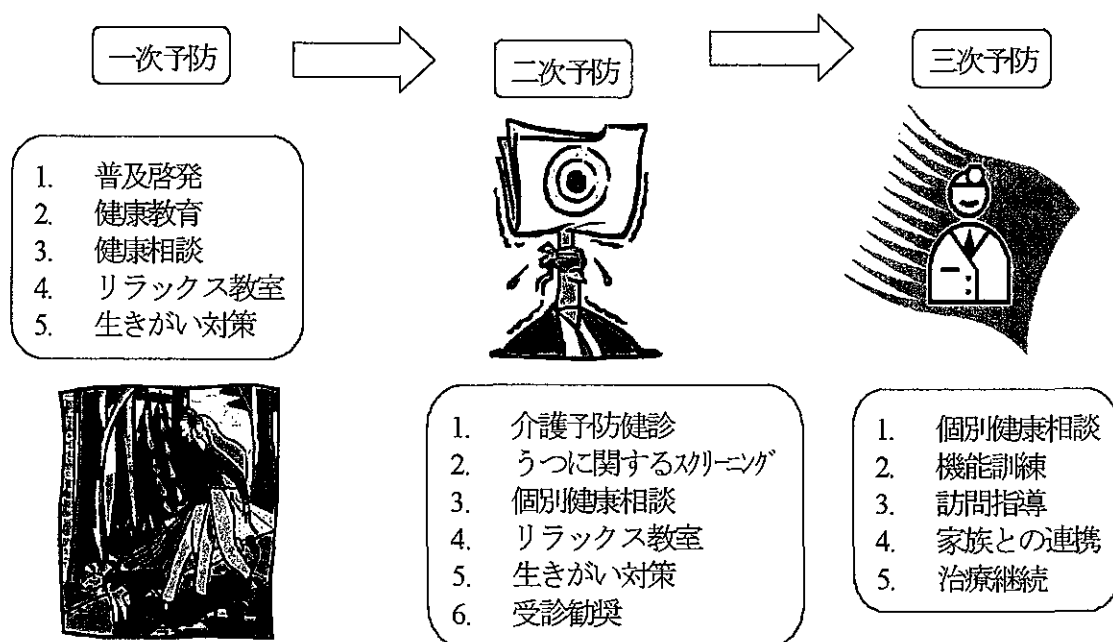 一次予防
二次予防
三次予防
1. 普及啓発
2. 健康教育
3. 健康相談
4. リラックス教室
5. 生きがい対策
1. 介護予防健診
2. うつに関するスクリーニング
3. 個別健康相談
4. リラックス教室
5. 生きがい対策
6. 受診勧奨
1. 個別健康相談
2. 機能訓練
3. 訪問指導
4. 家族との連携
5. 治療継続